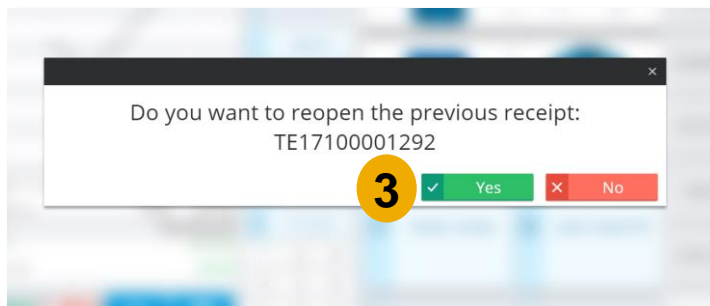 Do you want to reopen the previous receipt:
TE17100001292
3
Yes
No